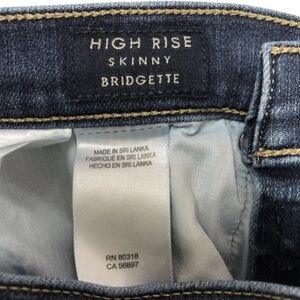 HIGH RISE
SKINNY
BRIDGETTE
MADE IN SRI LANKA
FABRIQUÉ EN SRI LANKA
HECHO EN SRI LANKA
RN 80318
CA 56897